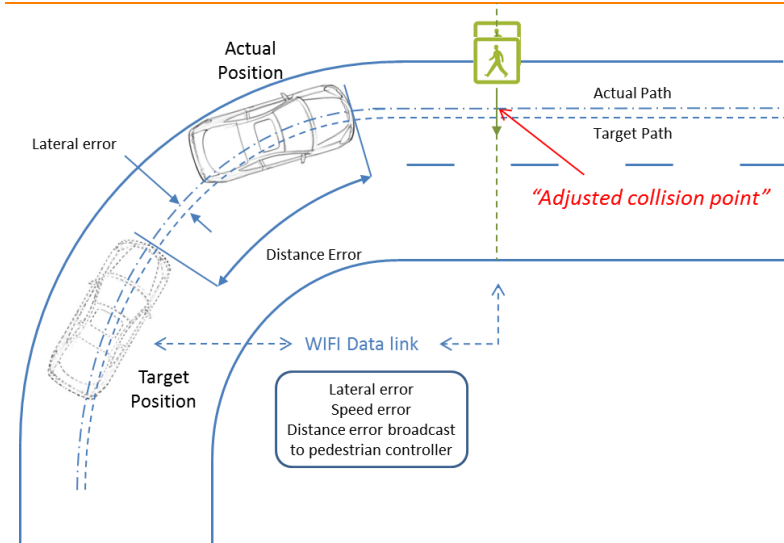 Actual
Position
Actual Path
Lateral error
Target Path
“Adjusted collision point”
Distance Error
WIFI Data link
Target
Position
Lateral error
Speed error
Distance error broadcast
to pedestrian controller